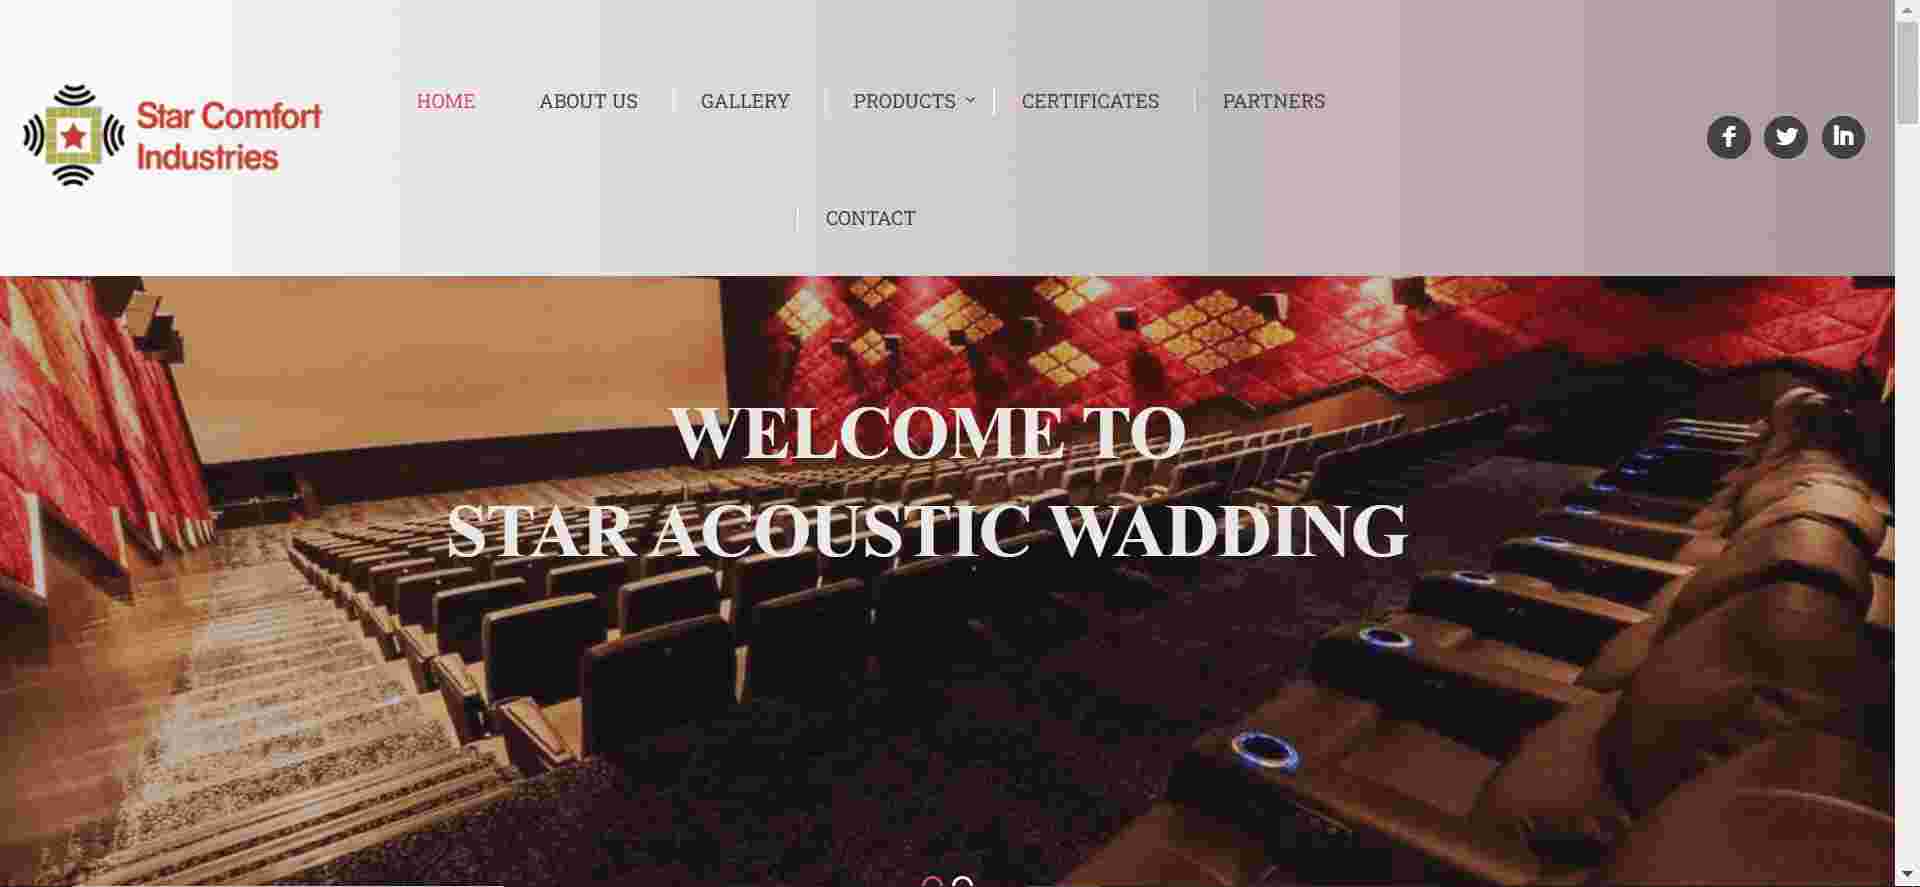 Star Comfort
Industries
HOME
ABOUT US
GALLERY
PRODUCTS
CERTIFICATES
PARTNERS
CONTACT
WELCOME TO
STAR ACOUSTIC WADDING